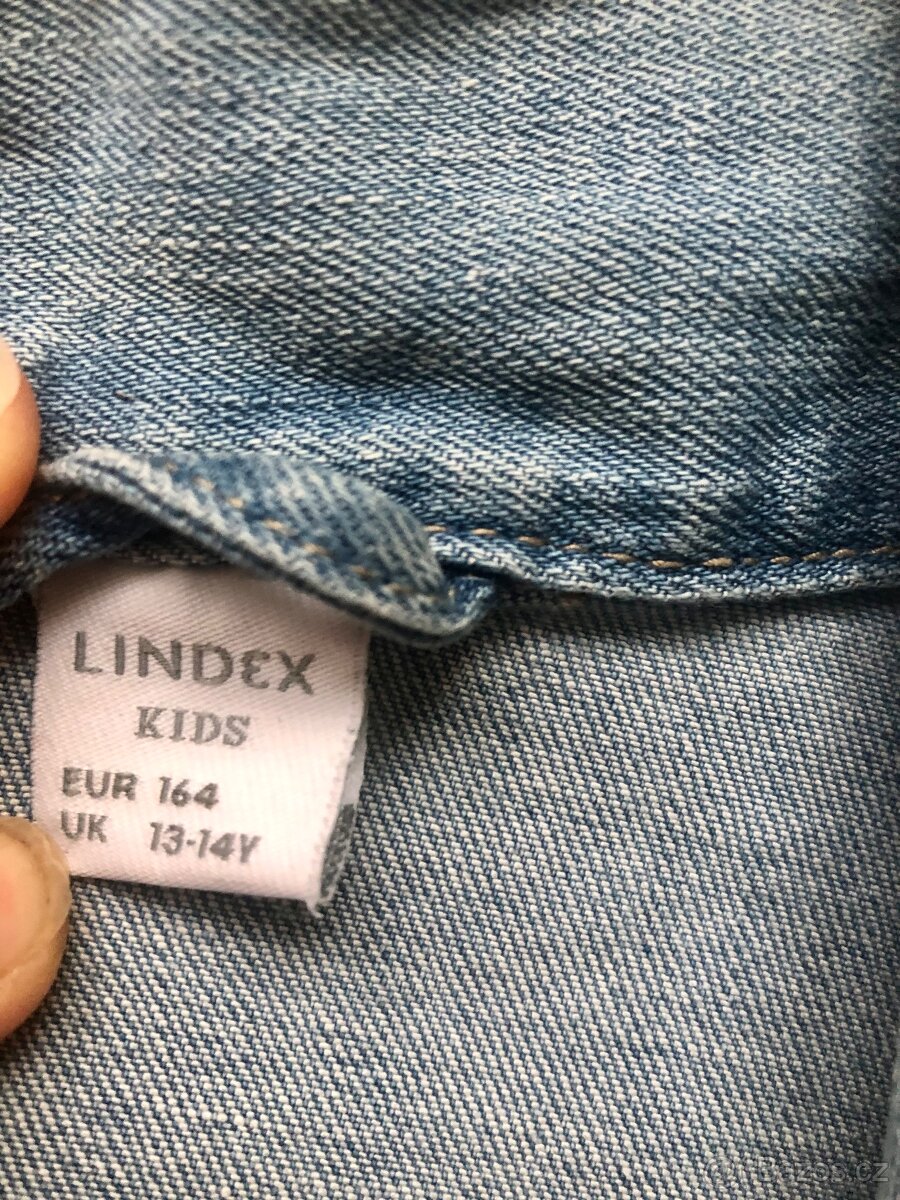 LINDEX
KIDS
EUR 164
UK 13-14Y